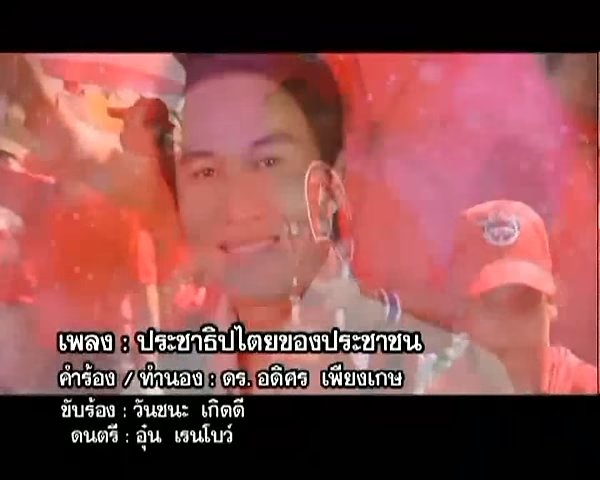 เพลง : ประชาธิปไตยของประชาชน
คำร้อง / ทำนอง : ดร. อดิศร เพียงเกษ
ขับร้อง : วันชนะ เกิดดี
ดนตรี : อุ๋น เรนโบว์